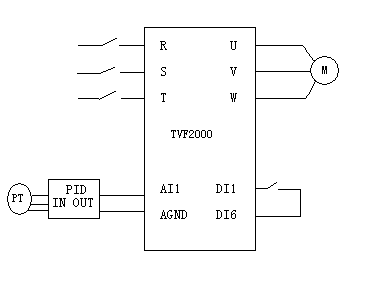 R U
S V M
T W
TVF2000
PT PID AI1 DI1
IN OUT
AGND DI6